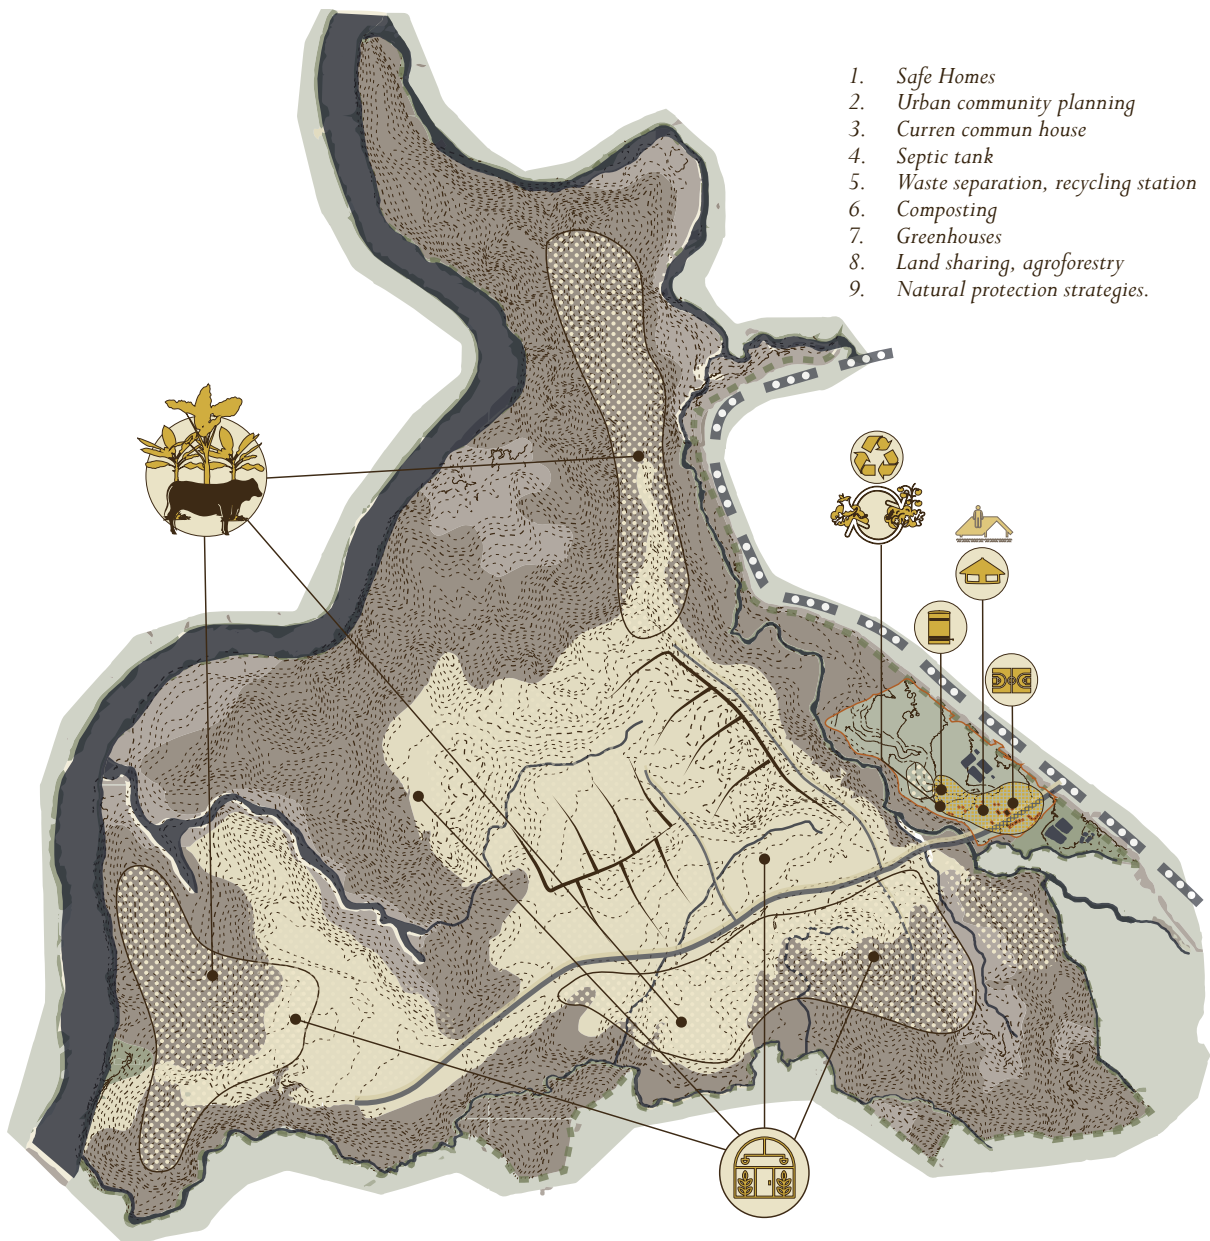 1. Safe Homes
2. Urban community planning
3. Curren commun house
4. Septic tank
5. Waste separation, recycling station
6. Composting
7. Greenhouses
8. Land sharing, agroforestry
9. Natural protection strategies.